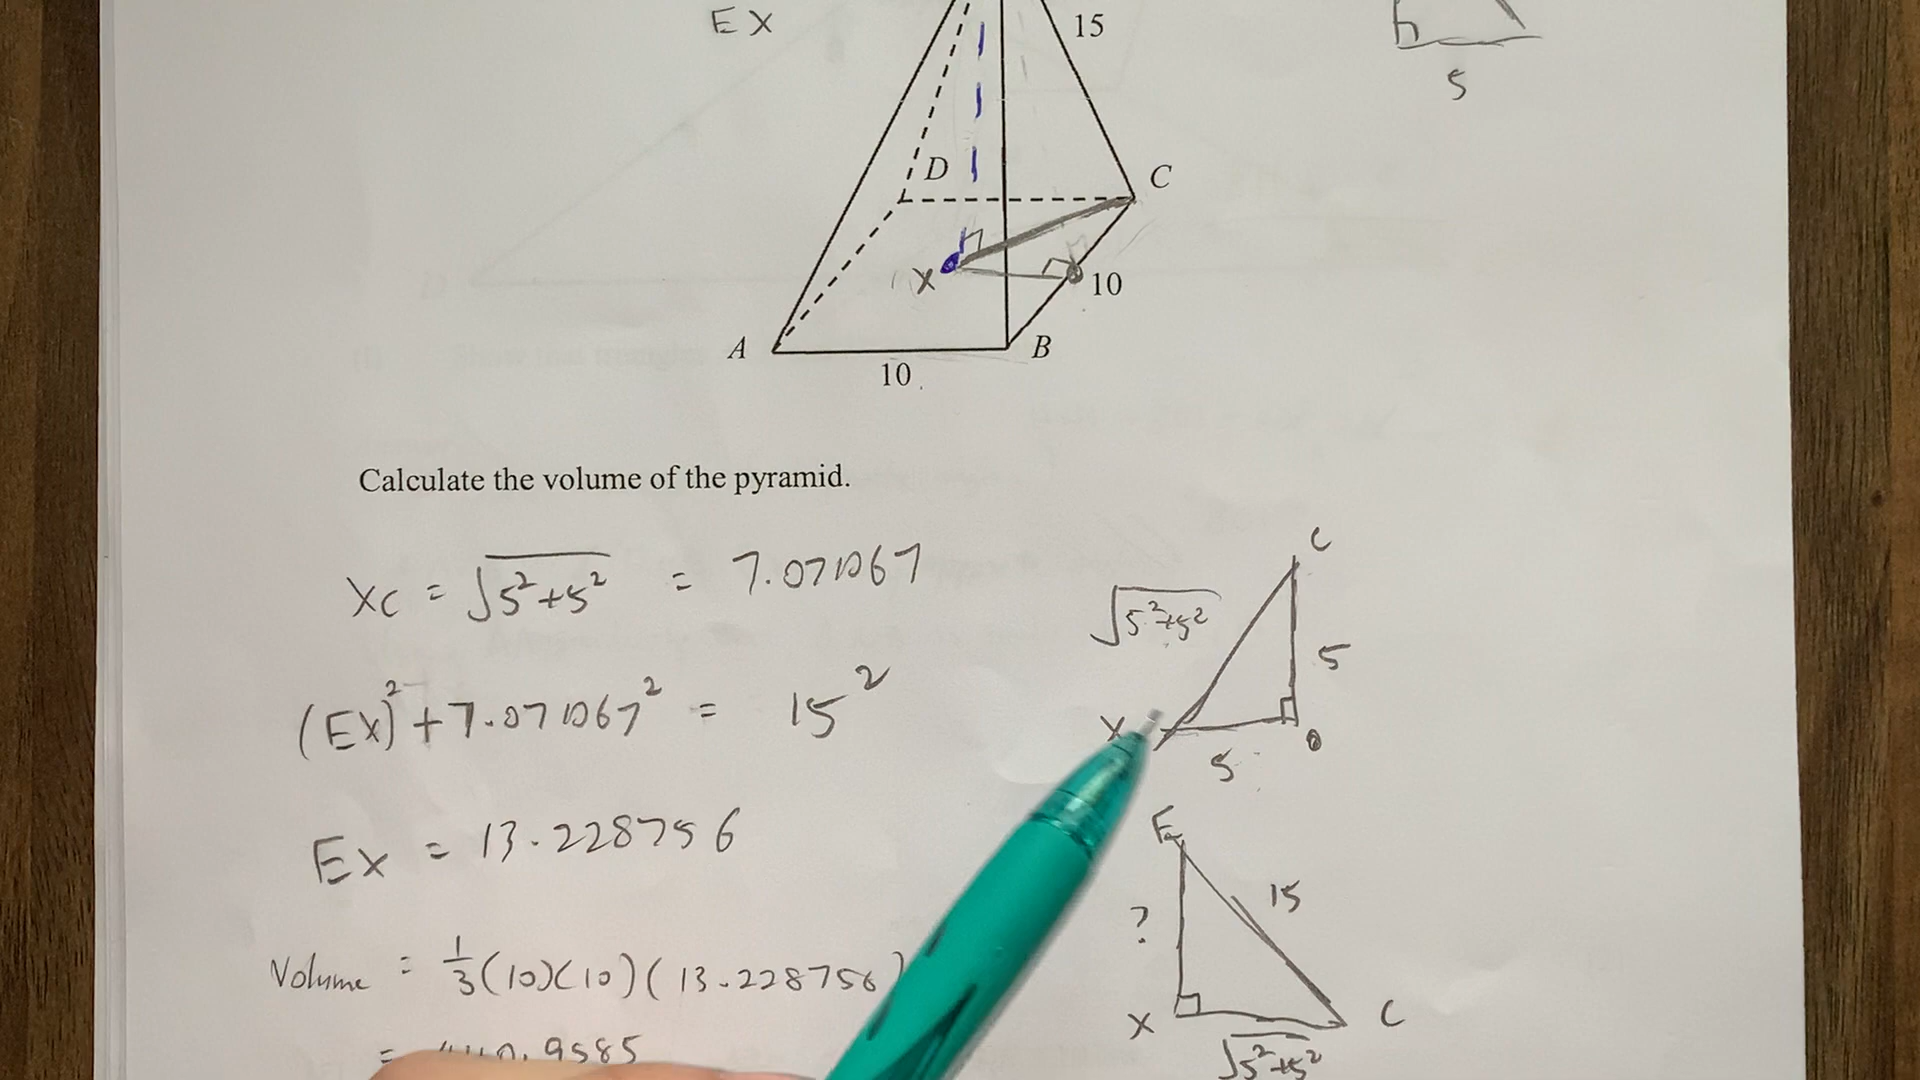 EX
15
5
D
C
X
10
A
B
10
Calculate the volume of the pyramid.
XC = √5²+5² = 7.071067
C
√5²+5²
5
X
5
(EX)² + 7.071067² = 15²
EX = 13.228756
E
15
?
X
C
√5²+5²
Volume = 1/3 (10)(10)(13.228756)
= 440.9585